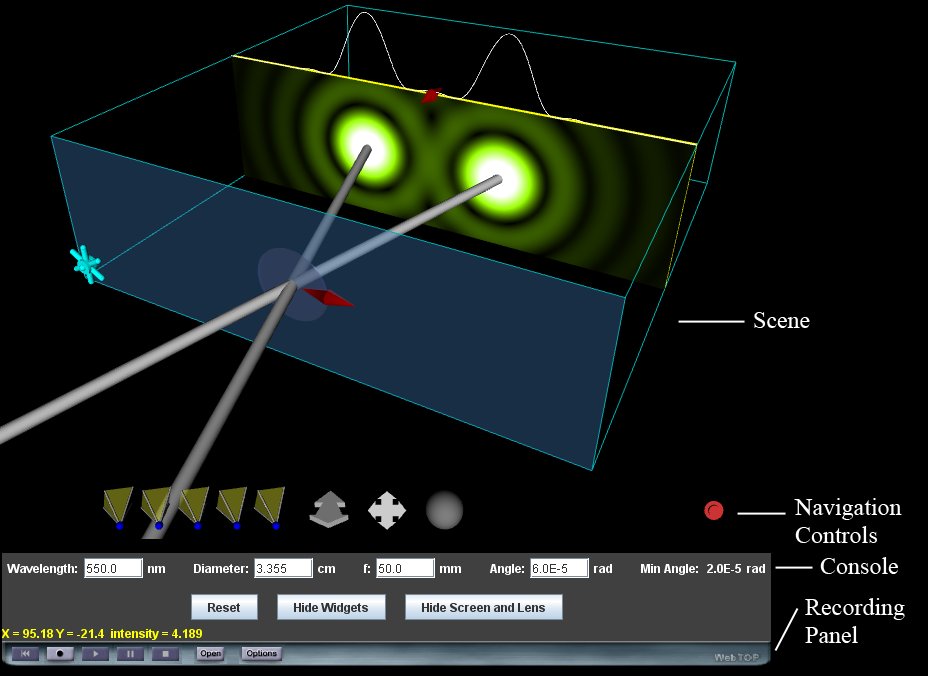 Scene
Navigation
Controls
Wavelength: 550.0 nm Diameter: 3.355 cm f: 50.0 mm Angle: 6.0E-5 rad Min Angle: 2.0E-5 rad
Console
Reset Hide Widgets Hide Screen and Lens
Recording
Panel
X = 95.18 Y = -21.4 intensity = 4.189
Open Options WebTOP